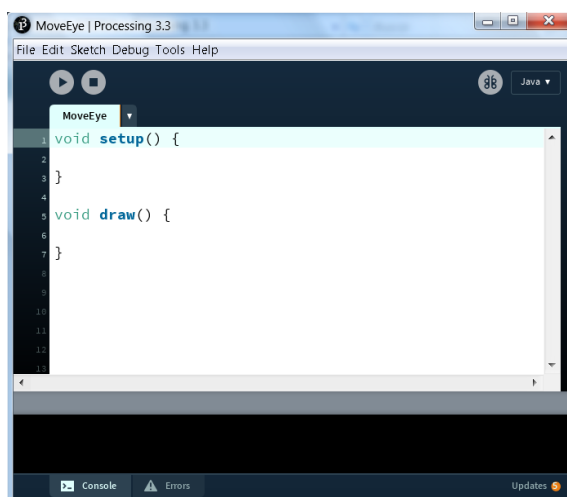 MoveEye | Processing 3.3
File Edit Sketch Debug Tools Help
Java ▾
MoveEye ▾
1 void setup() {
2
3 }
4
5 void draw() {
6
7 }
8
9
10
11
12
13
Console Errors Updates 5